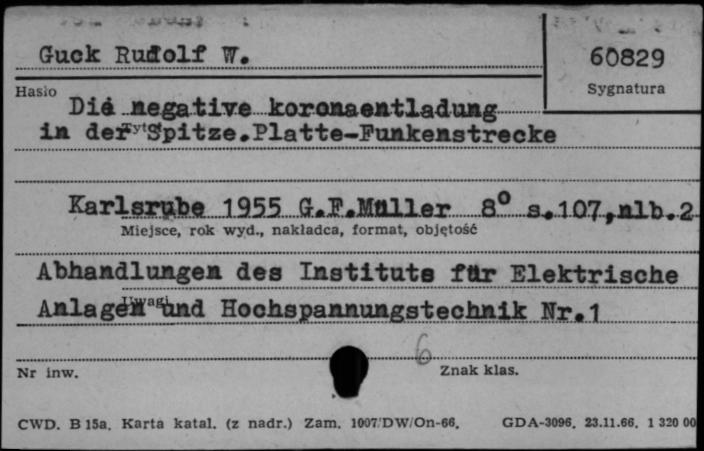 Guck Rudolf W.
60829
Hasło
Sygnatura
Die negative koronaentladung
in der Spitze.Platte-Funkenstrecke
Karlsrube 1955 G.F.Müller 8° s.107,nlb.2
Miejsce, rok wyd., nakładca, format, objętość
Abhandlungen des Instituts für Elektrische
Uwagi
Anlagen und Hochspannungstechnik Nr.1
6
Nr inw.
Znak klas.
CWD. B 15a. Karta katal. (z nadr.) Zam. 1007/DW/On-66. GDA-3096. 23.11.66. 1 320 00